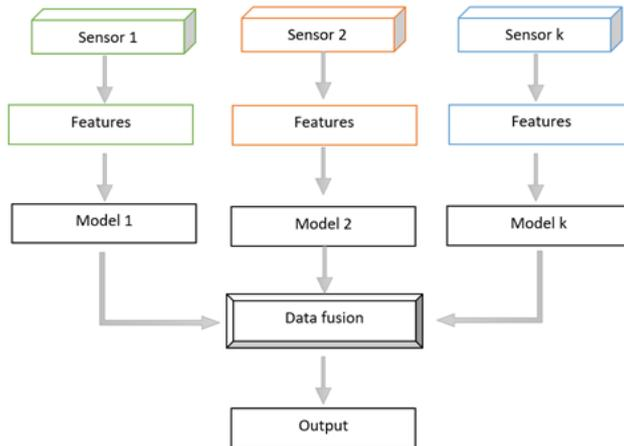 Sensor 1
Sensor 2
Sensor k
Features
Features
Features
Model 1
Model 2
Model k
Data fusion
Output